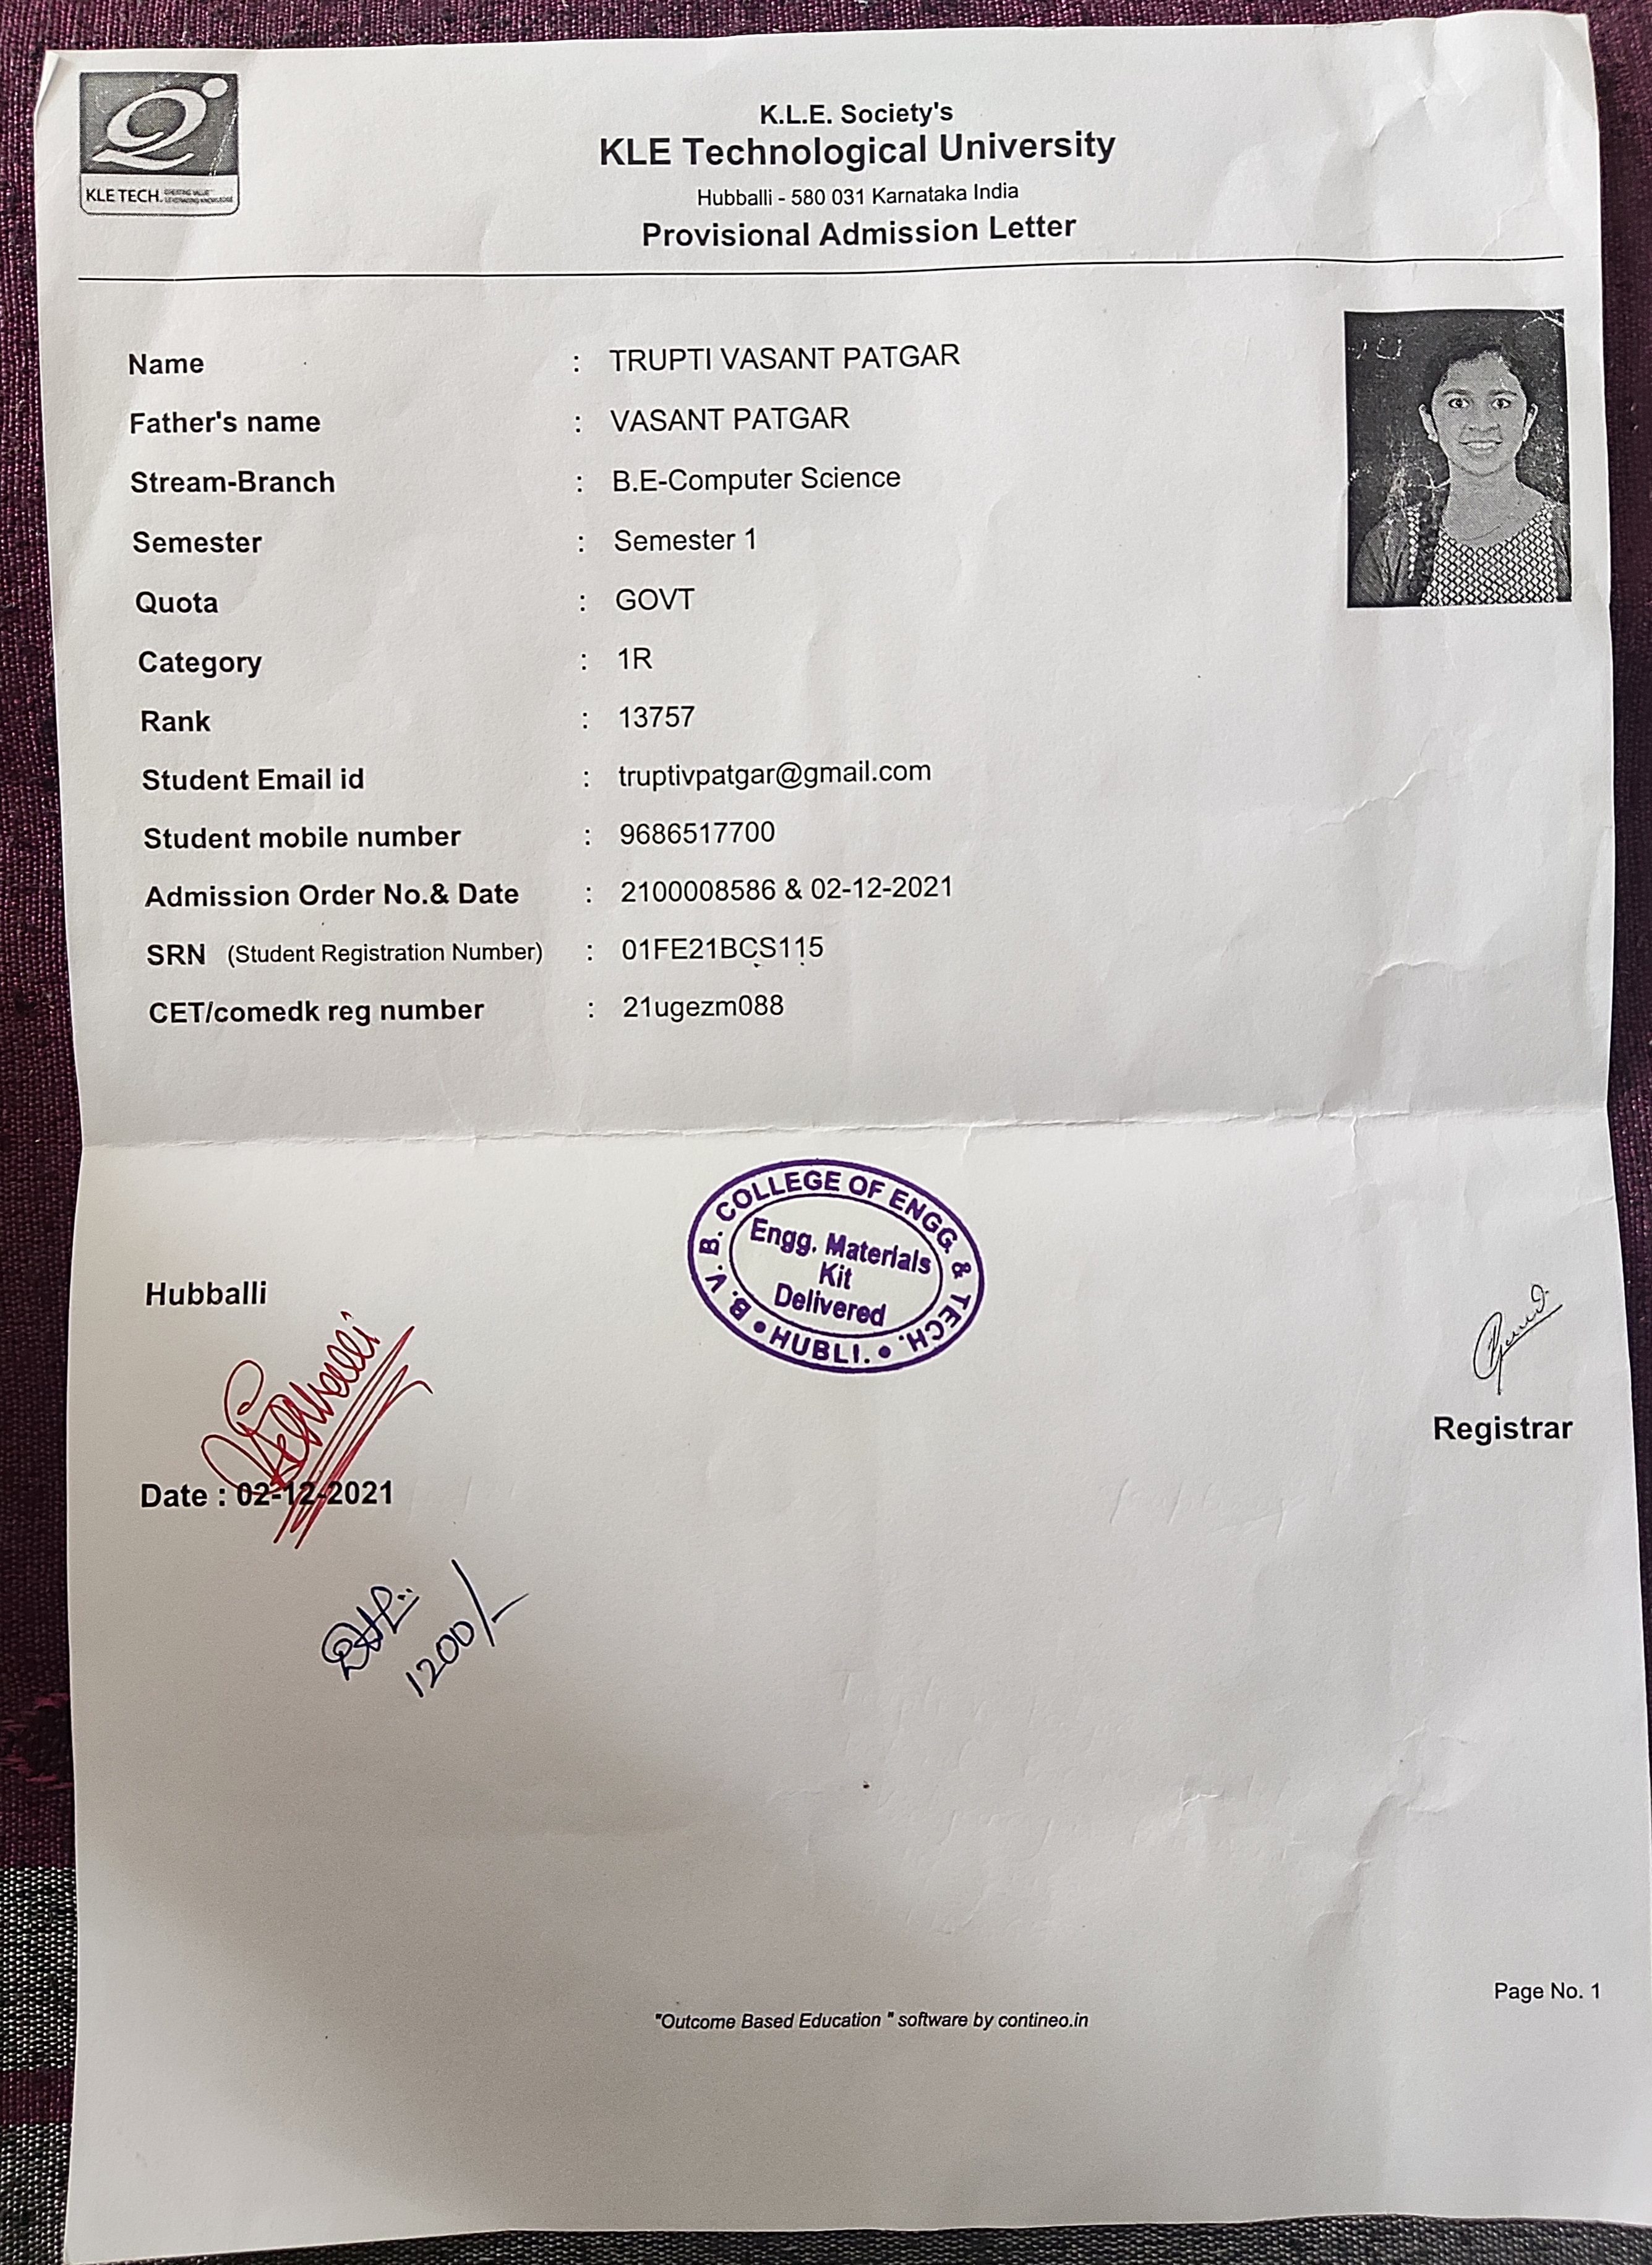 K.L.E. Society's
KLE Technological University
Hubballi - 580 031 Karnataka India
Provisional Admission Letter
KLE TECH. CREATING VALUE LEVERAGING KNOWLEDGE
Name : TRUPTI VASANT PATGAR
Father's name : VASANT PATGAR
Stream-Branch : B.E-Computer Science
Semester : Semester 1
Quota : GOVT
Category : 1R
Rank : 13757
Student Email id : truptivpatgar@gmail.com
Student mobile number : 9686517700
Admission Order No.& Date : 2100008586 & 02-12-2021
SRN (Student Registration Number) : 01FE21BCS115
CET/comedk reg number : 21ugezm088
B. V. B. COLLEGE OF ENGG. & TECH. • HUBLI. •
Engg. Materials
Kit
Delivered
Hubballi
Registrar
Date : 02-12-2021
1200/-
Page No. 1
"Outcome Based Education " software by contineo.in